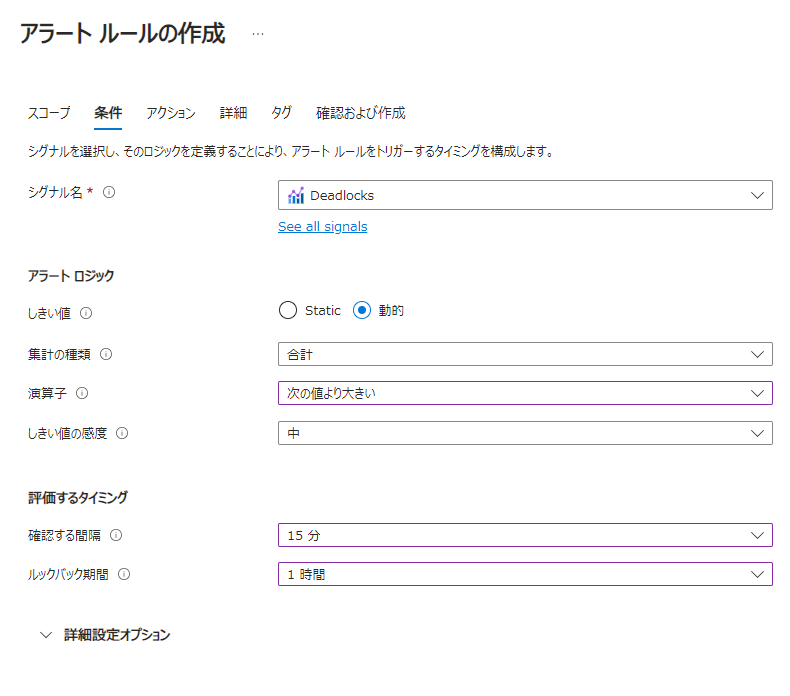 アラート ルールの作成 …
スコープ 条件 アクション 詳細 タグ 確認および作成
シグナルを選択し、そのロジックを定義することにより、アラート ルールをトリガーするタイミングを構成します。
シグナル名 * Deadlocks
See all signals
アラート ロジック
しきい値 Static 動的
集計の種類 合計
演算子 次の値より大きい
しきい値の感度 中
評価するタイミング
確認する間隔 15 分
ルックバック期間 1 時間
詳細設定オプション